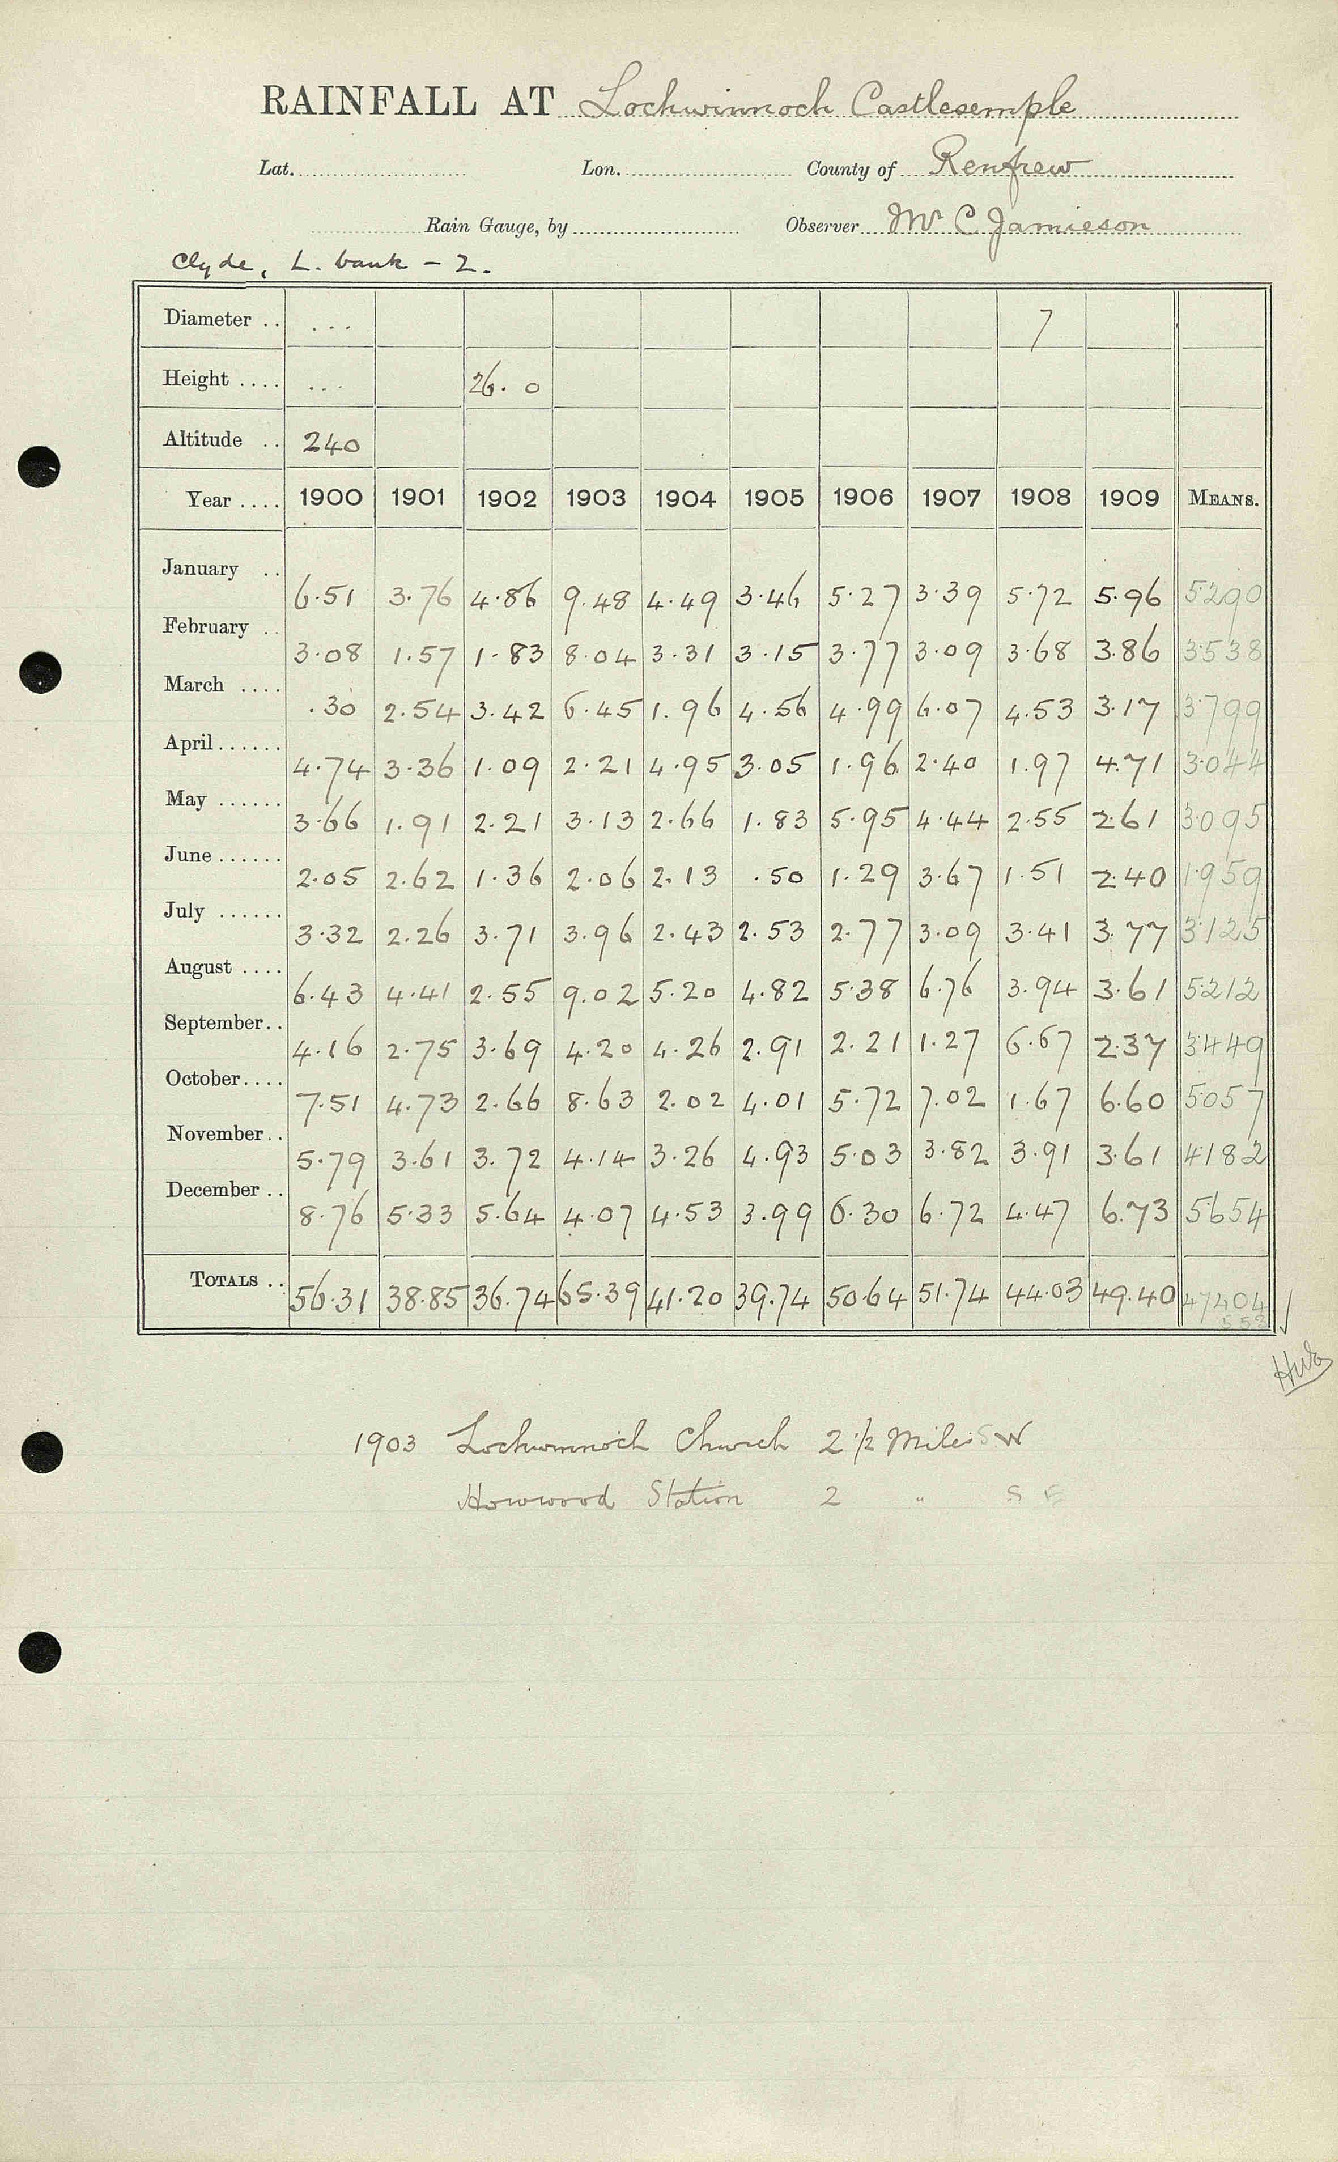 RAINFALL AT Lochwinnoch Castlesemple
Lat. Lon. County of Renfrew
Rain Gauge, by Observer Mr C Jamieson
Clyde, L. bank - 2.
Diameter .. ... 7
Height .... ... 26. 0
Altitude .. 240
Year .... 1900 1901 1902 1903 1904 1905 1906 1907 1908 1909 MEANS.
January .. 6.51 3.76 4.86 9.48 4.49 3.46 5.27 3.39 5.72 5.96 5290
February .. 3.08 1.57 1.83 8.04 3.31 3.15 3.77 3.09 3.68 3.86 3538
March .... .30 2.54 3.42 6.45 1.96 4.56 4.99 6.07 4.53 3.17 3799
April ...... 4.74 3.36 1.09 2.21 4.95 3.05 1.96 2.40 1.97 4.71 3.044
May ...... 3.66 1.91 2.21 3.13 2.66 1.83 5.95 4.44 2.55 2.61 3095
June ...... 2.05 2.62 1.36 2.06 2.13 .50 1.29 3.67 1.51 2.40 1959
July ...... 3.32 2.26 3.71 3.96 2.43 2.53 2.77 3.09 3.41 3.77 3125
August .... 6.43 4.41 2.55 9.02 5.20 4.82 5.38 6.76 3.94 3.61 5212
September .. 4.16 2.75 3.69 4.20 4.26 2.91 2.21 1.27 6.67 2.37 3449
October .... 7.51 4.73 2.66 8.63 2.02 4.01 5.72 7.02 1.67 6.60 5057
November .. 5.79 3.61 3.72 4.14 3.26 4.93 5.03 3.82 3.91 3.61 4182
December .. 8.76 5.33 5.64 4.07 4.53 3.99 6.30 6.72 4.47 6.73 5654
TOTALS .. 56.31 38.85 36.74 65.39 41.20 39.74 50.64 51.74 44.03 49.40 47404
1903 Lochwinnoch Church 2 1/2 Miles SW
Howwood Station 2 " S E